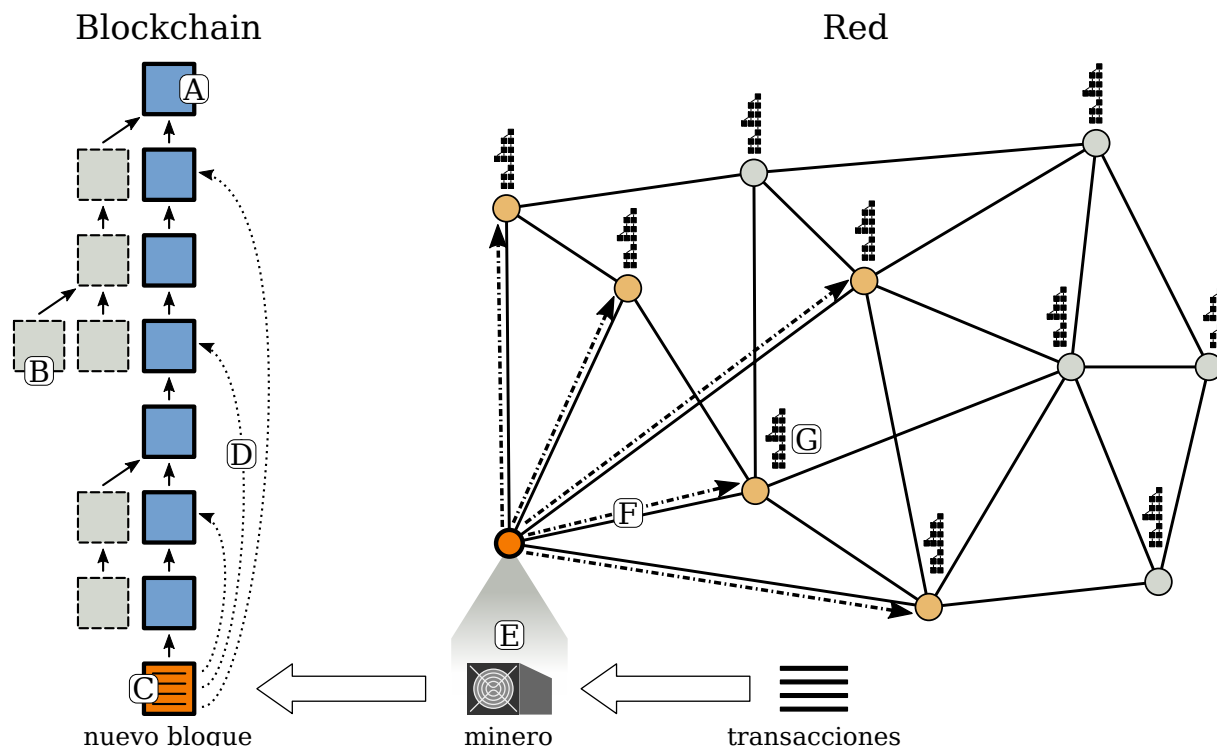 Blockchain
Red
A
B
D
G
F
E
C
nuevo bloque
minero
transacciones